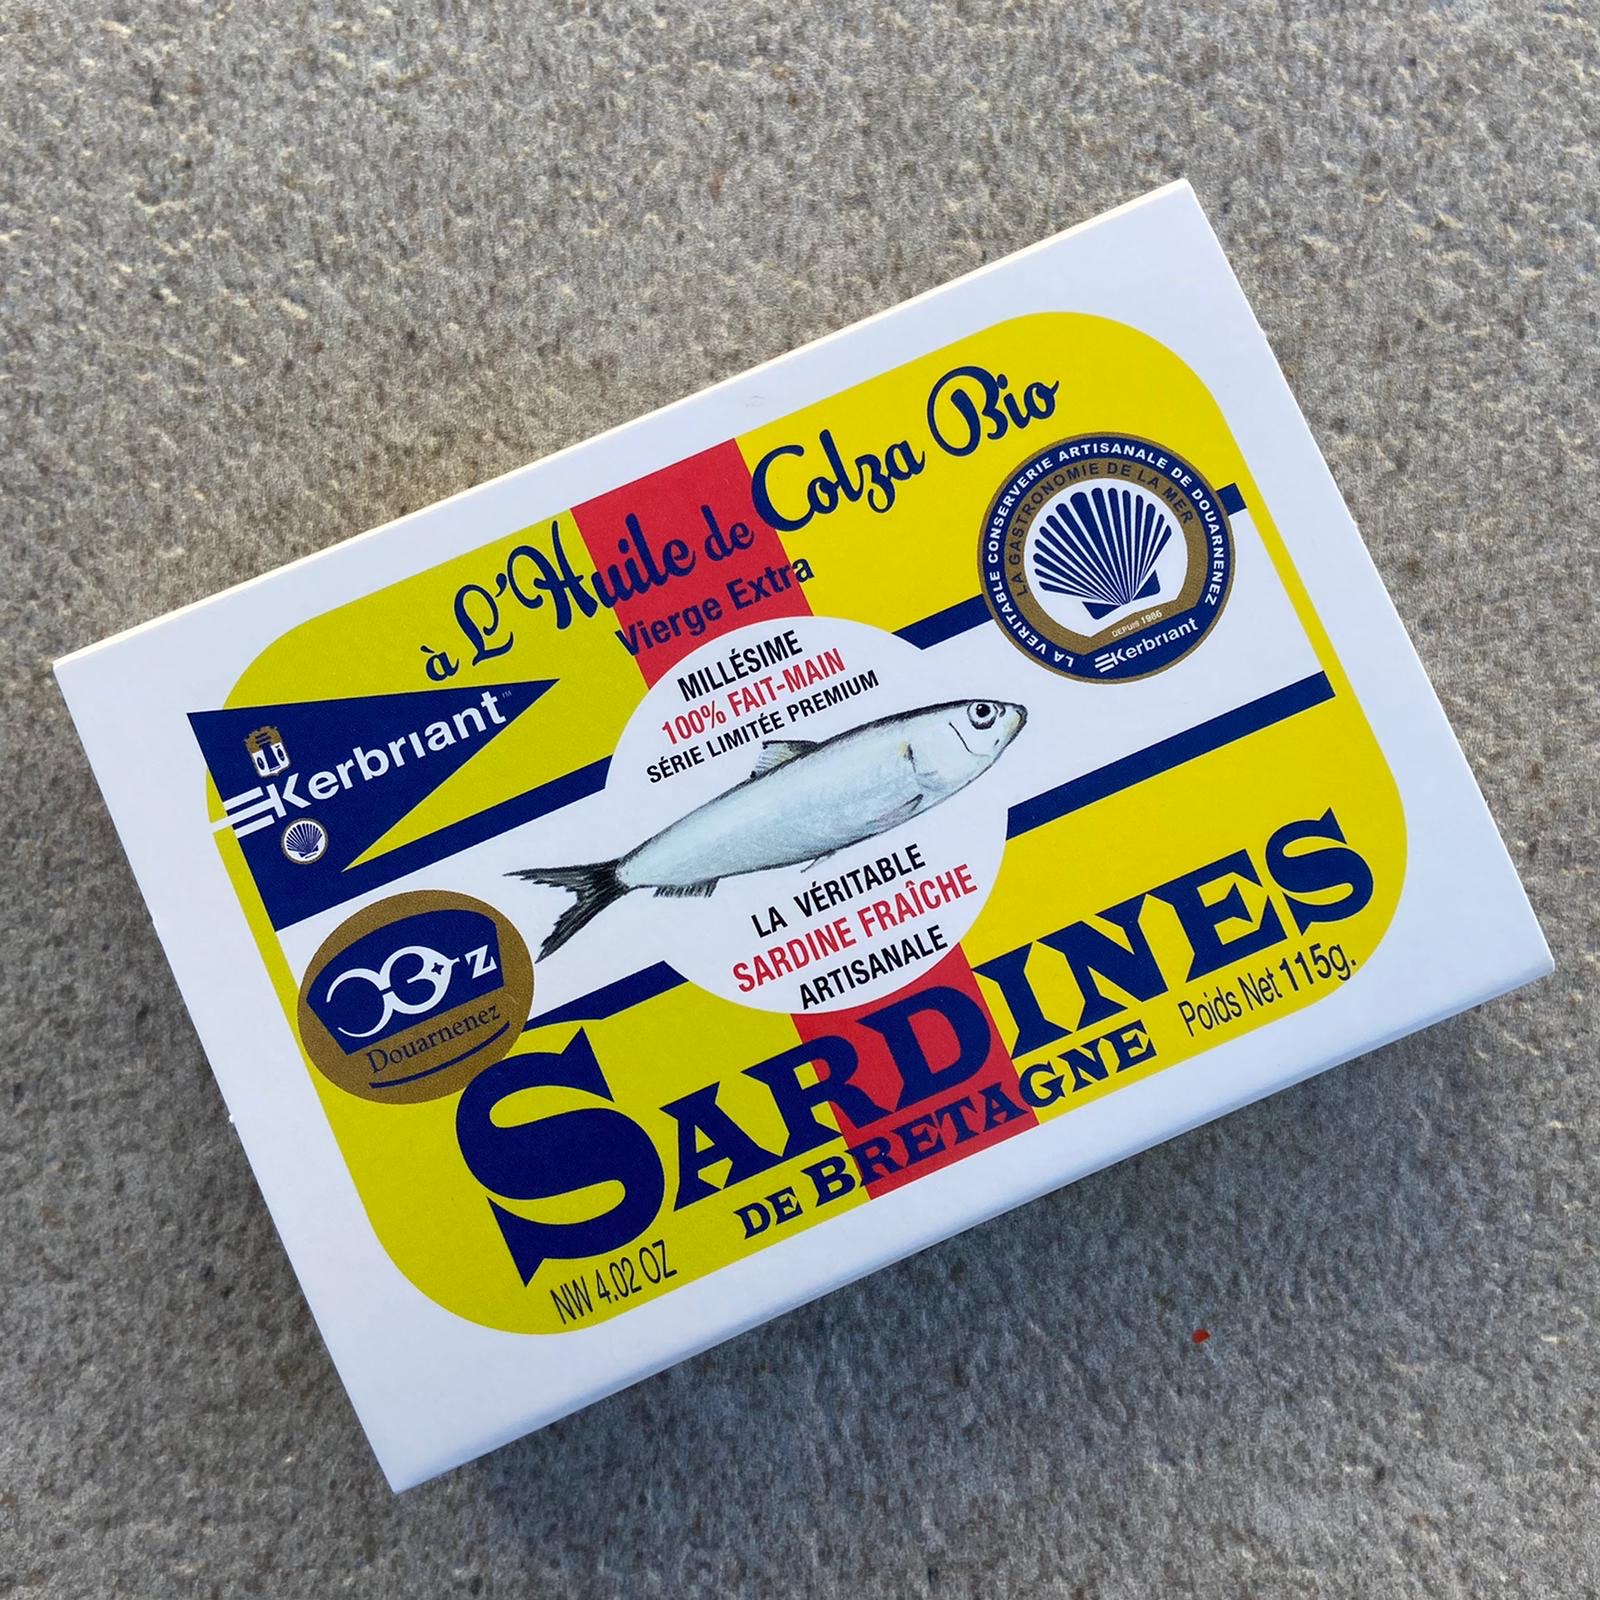 à L'Huile de Colza Bio
Vierge Extra
Kerbriant™
MILLÉSIME
100% FAIT-MAIN
SÉRIE LIMITÉE PREMIUM
LA VERITABLE CONSERVERIE ARTISANALE DE DOUARNENEZ
LA GASTRONOMIE DE LA MER
DEPUIS 1986
Kerbriant
LA VÉRITABLE
SARDINE FRAÎCHE
ARTISANALE
Z
Douarnenez
SARDINES
DE BRETAGNE
Poids Net 115g.
NW 4.02 OZ